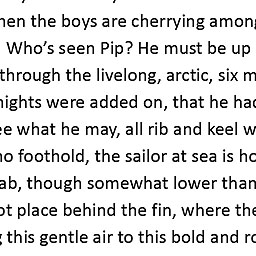 hen the boys are cherrying among
Who's seen Pip? He must be up
through the livelong, arctic, six m
nights were added on, that he had
ee what he may, all rib and keel w
no foothold, the sailor at sea is ho
ab, though somewhat lower than
ot place behind the fin, where the
g this gentle air to this bold and ro